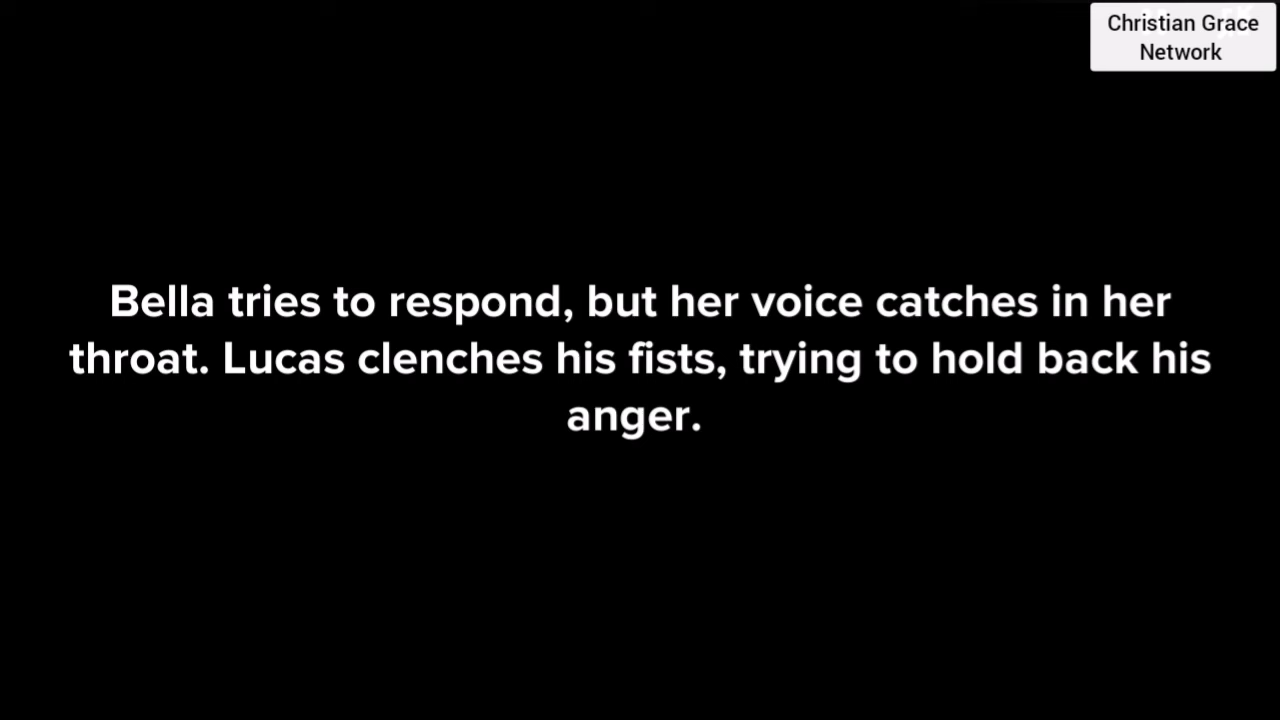 Christian Grace
Network
Bella tries to respond, but her voice catches in her
throat. Lucas clenches his fists, trying to hold back his
anger.